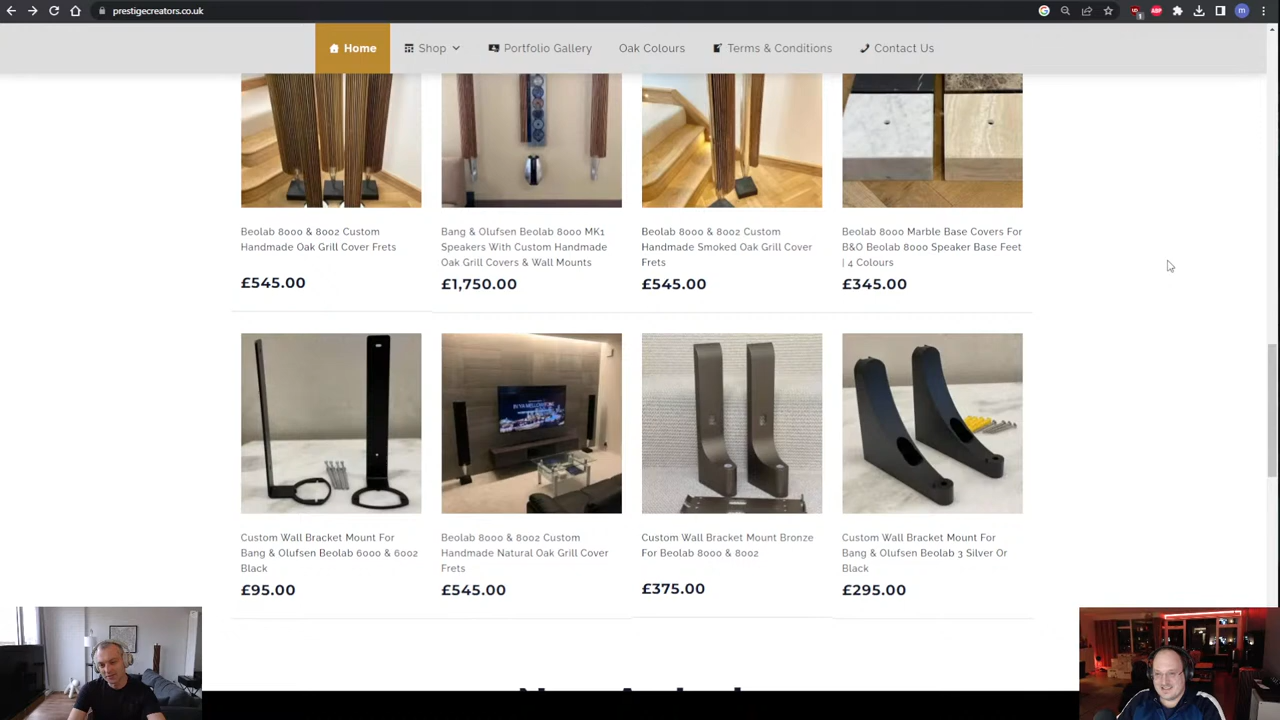 prestigecreators.co.uk
Home
Shop
Portfolio Gallery
Oak Colours
Terms & Conditions
Contact Us
Beolab 8000 & 8002 Custom
Handmade Oak Grill Cover Frets
£545.00
Bang & Olufsen Beolab 8000 MK1
Speakers With Custom Handmade
Oak Grill Covers & Wall Mounts
£1,750.00
Beolab 8000 & 8002 Custom
Handmade Smoked Oak Grill Cover
Frets
£545.00
Beolab 8000 Marble Base Covers For
B&O Beolab 8000 Speaker Base Feet
| 4 Colours
£345.00
Custom Wall Bracket Mount For
Bang & Olufsen Beolab 6000 & 6002
Black
£95.00
Beolab 8000 & 8002 Custom
Handmade Natural Oak Grill Cover
Frets
£545.00
Custom Wall Bracket Mount Bronze
For Beolab 8000 & 8002
£375.00
Custom Wall Bracket Mount For
Bang & Olufsen Beolab 3 Silver Or
Black
£295.00